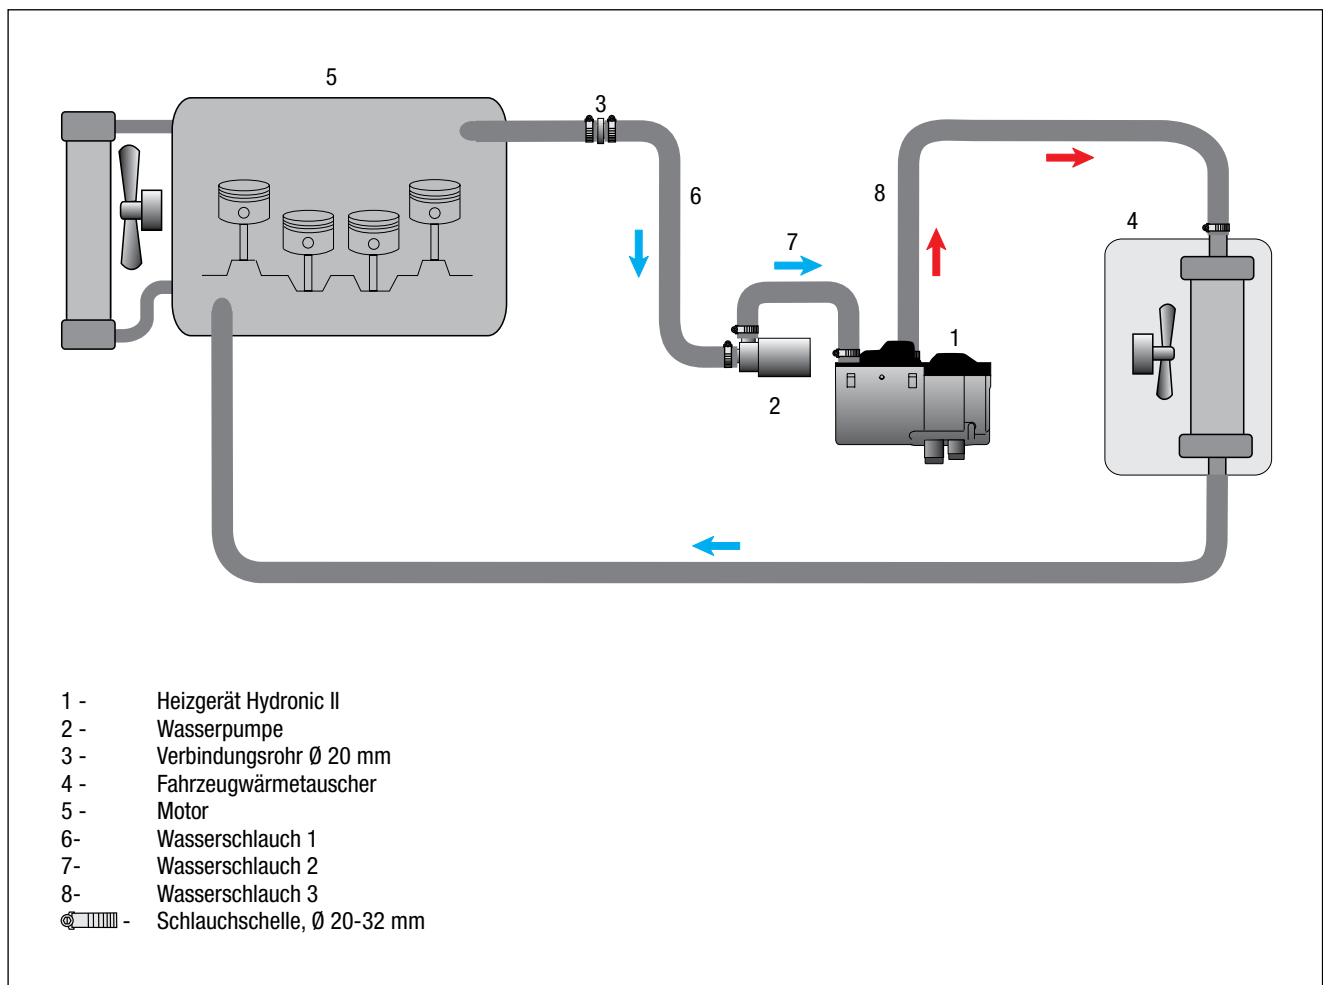 5
3
6
8
7
4
1
2
1 - Heizgerät Hydronic II
2 - Wasserpumpe
3 - Verbindungsrohr Ø 20 mm
4 - Fahrzeugwärmetauscher
5 - Motor
6- Wasserschlauch 1
7- Wasserschlauch 2
8- Wasserschlauch 3
- Schlauchschelle, Ø 20-32 mm